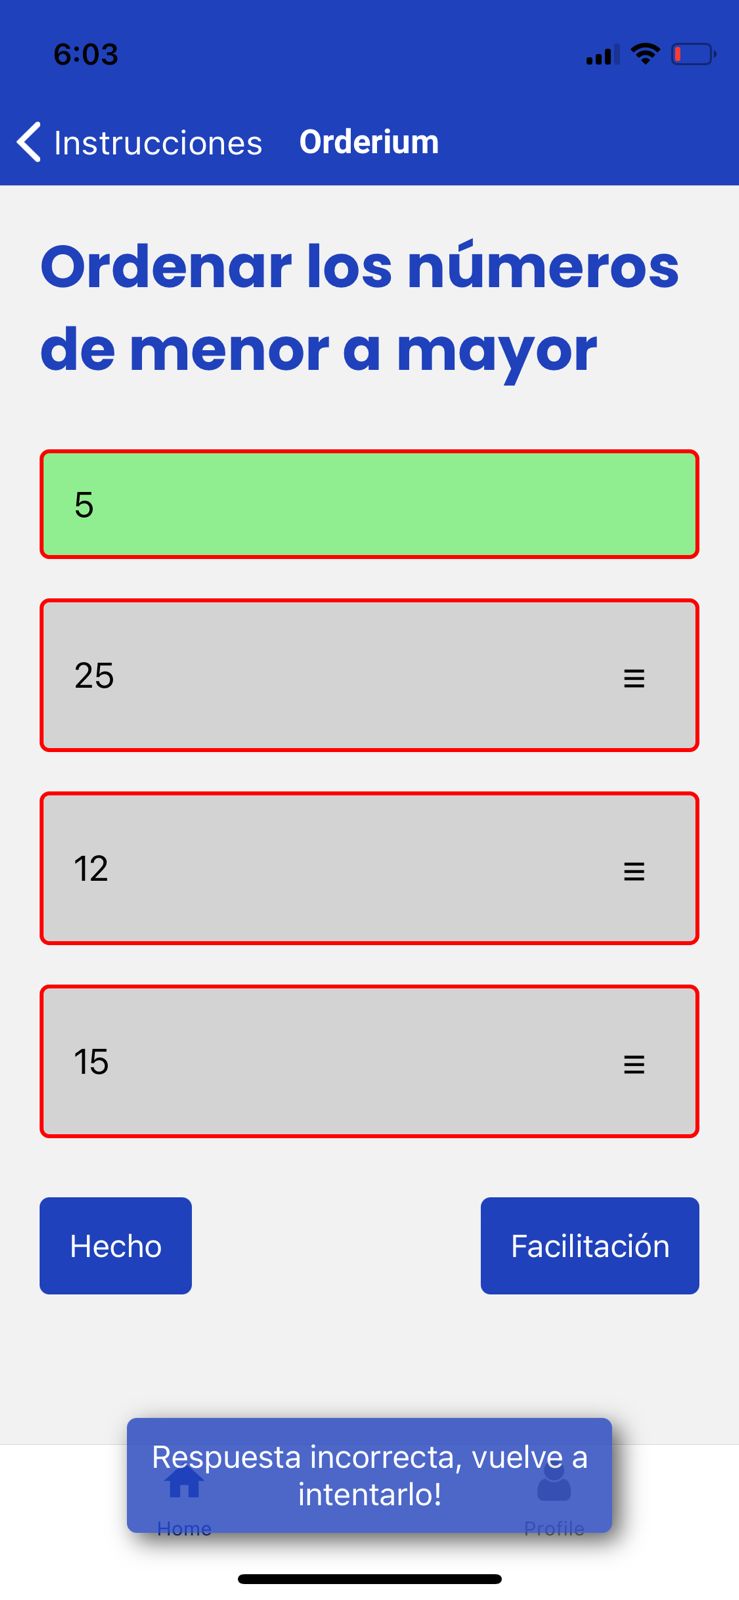 6:03
Instrucciones Orderium
Ordenar los números
de menor a mayor
5
25
12
15
Hecho Facilitación
Respuesta incorrecta, vuelve a
intentarlo!
Home Profile